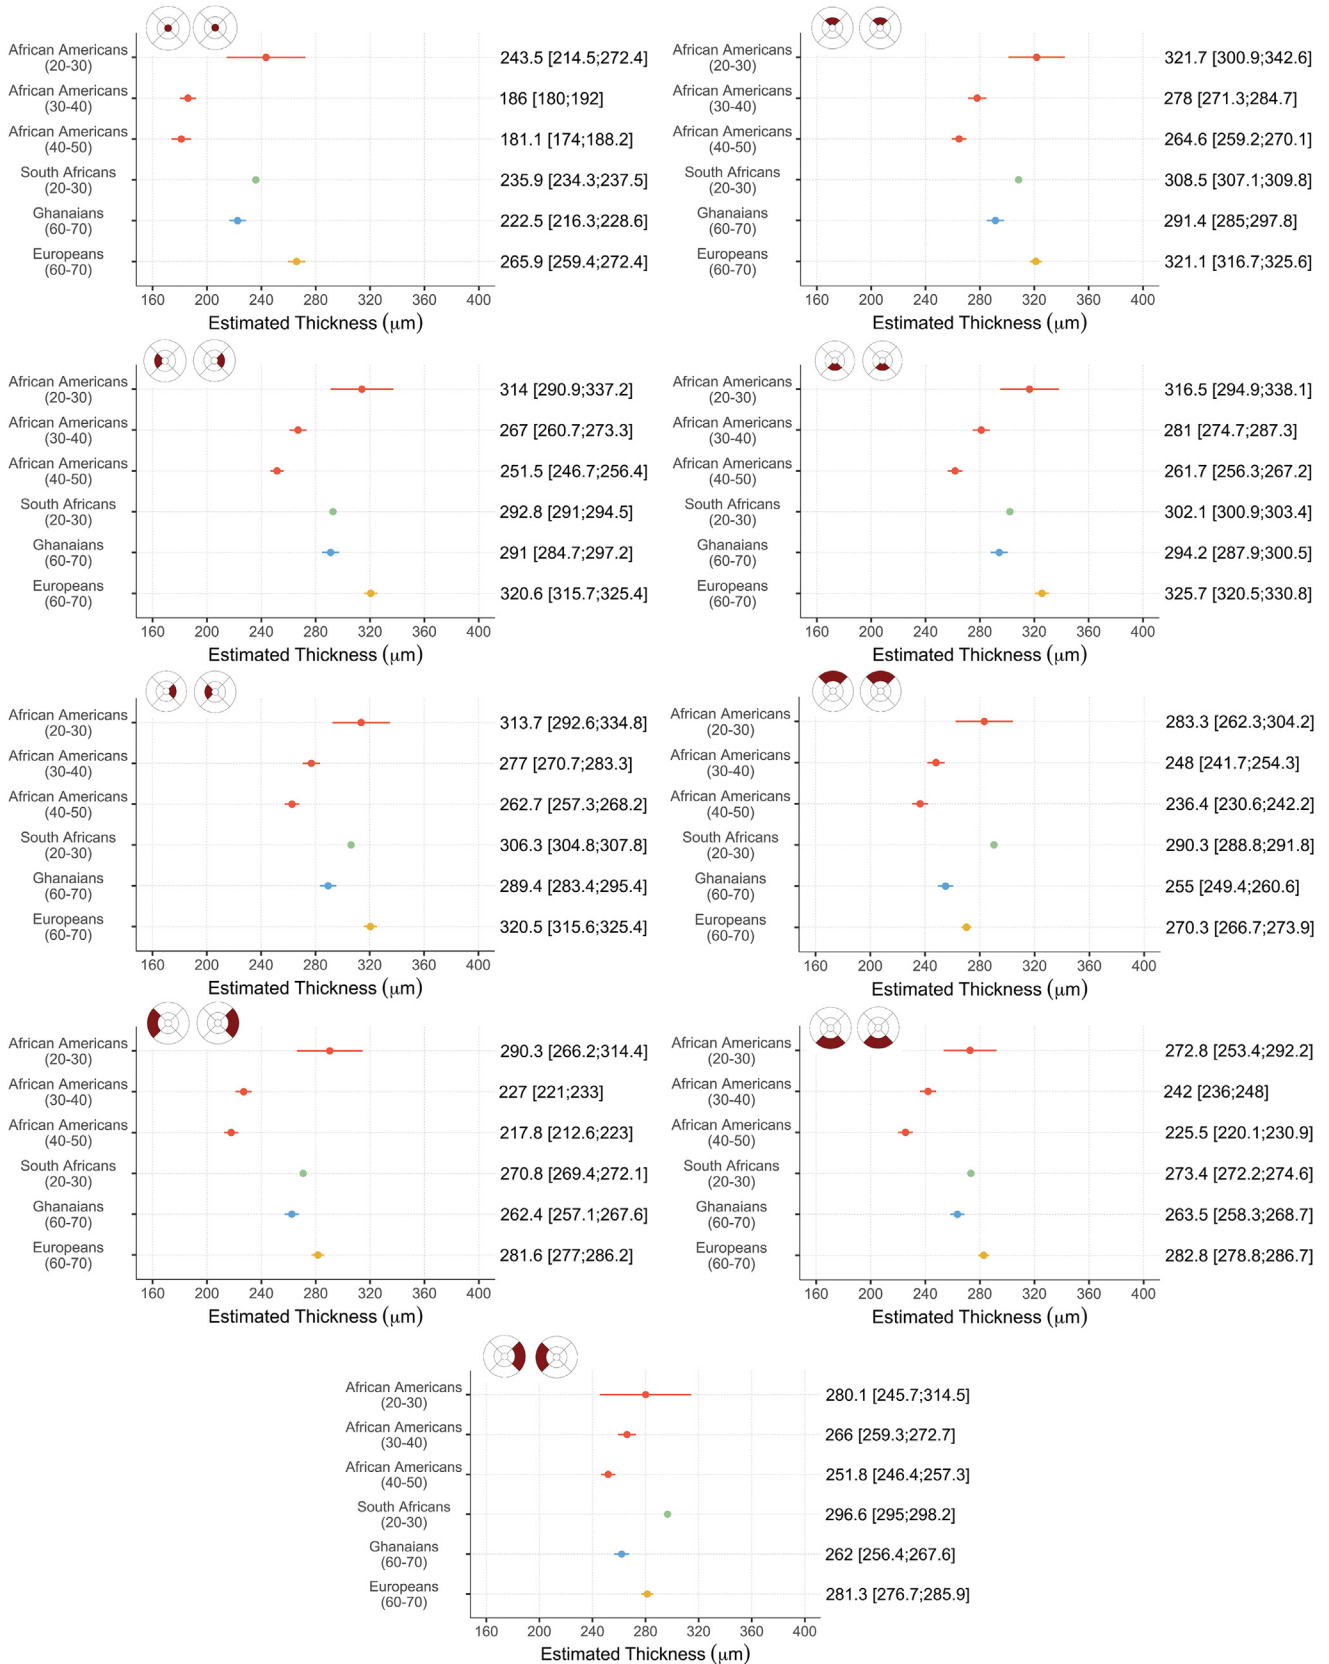 African Americans
(20-30)
243.5 [214.5;272.4]
African Americans
(30-40)
186 [180;192]
African Americans
(40-50)
181.1 [174;188.2]
South Africans
(20-30)
235.9 [234.3;237.5]
Ghanaians
(60-70)
222.5 [216.3;228.6]
Europeans
(60-70)
265.9 [259.4;272.4]
160 200 240 280 320 360 400
Estimated Thickness (μm)
African Americans
(20-30)
321.7 [300.9;342.6]
African Americans
(30-40)
278 [271.3;284.7]
African Americans
(40-50)
264.6 [259.2;270.1]
South Africans
(20-30)
308.5 [307.1;309.8]
Ghanaians
(60-70)
291.4 [285;297.8]
Europeans
(60-70)
321.1 [316.7;325.6]
160 200 240 280 320 360 400
Estimated Thickness (μm)
African Americans
(20-30)
314 [290.9;337.2]
African Americans
(30-40)
267 [260.7;273.3]
African Americans
(40-50)
251.5 [246.7;256.4]
South Africans
(20-30)
292.8 [291;294.5]
Ghanaians
(60-70)
291 [284.7;297.2]
Europeans
(60-70)
320.6 [315.7;325.4]
160 200 240 280 320 360 400
Estimated Thickness (μm)
African Americans
(20-30)
316.5 [294.9;338.1]
African Americans
(30-40)
281 [274.7;287.3]
African Americans
(40-50)
261.7 [256.3;267.2]
South Africans
(20-30)
302.1 [300.9;303.4]
Ghanaians
(60-70)
294.2 [287.9;300.5]
Europeans
(60-70)
325.7 [320.5;330.8]
160 200 240 280 320 360 400
Estimated Thickness (μm)
African Americans
(20-30)
313.7 [292.6;334.8]
African Americans
(30-40)
277 [270.7;283.3]
African Americans
(40-50)
262.7 [257.3;268.2]
South Africans
(20-30)
306.3 [304.8;307.8]
Ghanaians
(60-70)
289.4 [283.4;295.4]
Europeans
(60-70)
320.5 [315.6;325.4]
160 200 240 280 320 360 400
Estimated Thickness (μm)
African Americans
(20-30)
283.3 [262.3;304.2]
African Americans
(30-40)
248 [241.7;254.3]
African Americans
(40-50)
236.4 [230.6;242.2]
South Africans
(20-30)
290.3 [288.8;291.8]
Ghanaians
(60-70)
255 [249.4;260.6]
Europeans
(60-70)
270.3 [266.7;273.9]
160 200 240 280 320 360 400
Estimated Thickness (μm)
African Americans
(20-30)
290.3 [266.2;314.4]
African Americans
(30-40)
227 [221;233]
African Americans
(40-50)
217.8 [212.6;223]
South Africans
(20-30)
270.8 [269.4;272.1]
Ghanaians
(60-70)
262.4 [257.1;267.6]
Europeans
(60-70)
281.6 [277;286.2]
160 200 240 280 320 360 400
Estimated Thickness (μm)
African Americans
(20-30)
272.8 [253.4;292.2]
African Americans
(30-40)
242 [236;248]
African Americans
(40-50)
225.5 [220.1;230.9]
South Africans
(20-30)
273.4 [272.2;274.6]
Ghanaians
(60-70)
263.5 [258.3;268.7]
Europeans
(60-70)
282.8 [278.8;286.7]
160 200 240 280 320 360 400
Estimated Thickness (μm)
African Americans
(20-30)
280.1 [245.7;314.5]
African Americans
(30-40)
266 [259.3;272.7]
African Americans
(40-50)
251.8 [246.4;257.3]
South Africans
(20-30)
296.6 [295;298.2]
Ghanaians
(60-70)
262 [256.4;267.6]
Europeans
(60-70)
281.3 [276.7;285.9]
160 200 240 280 320 360 400
Estimated Thickness (μm)